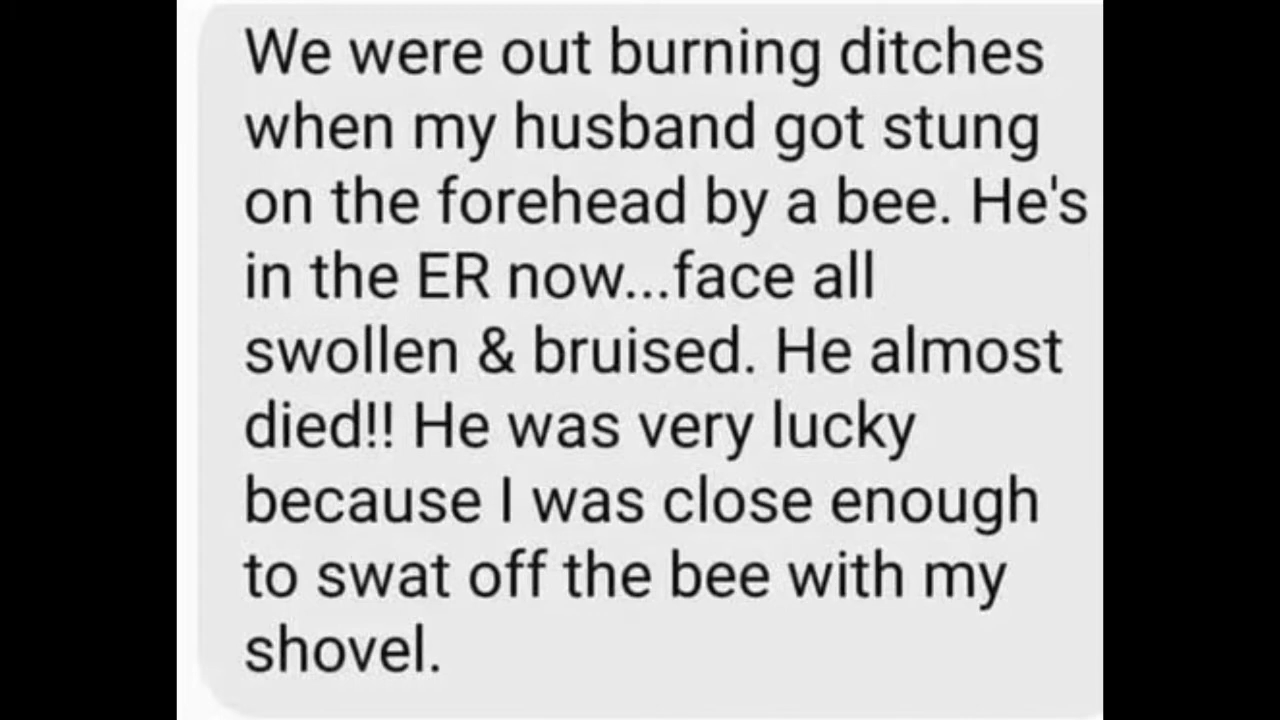 We were out burning ditches
when my husband got stung
on the forehead by a bee. He's
in the ER now...face all
swollen & bruised. He almost
died!! He was very lucky
because I was close enough
to swat off the bee with my
shovel.